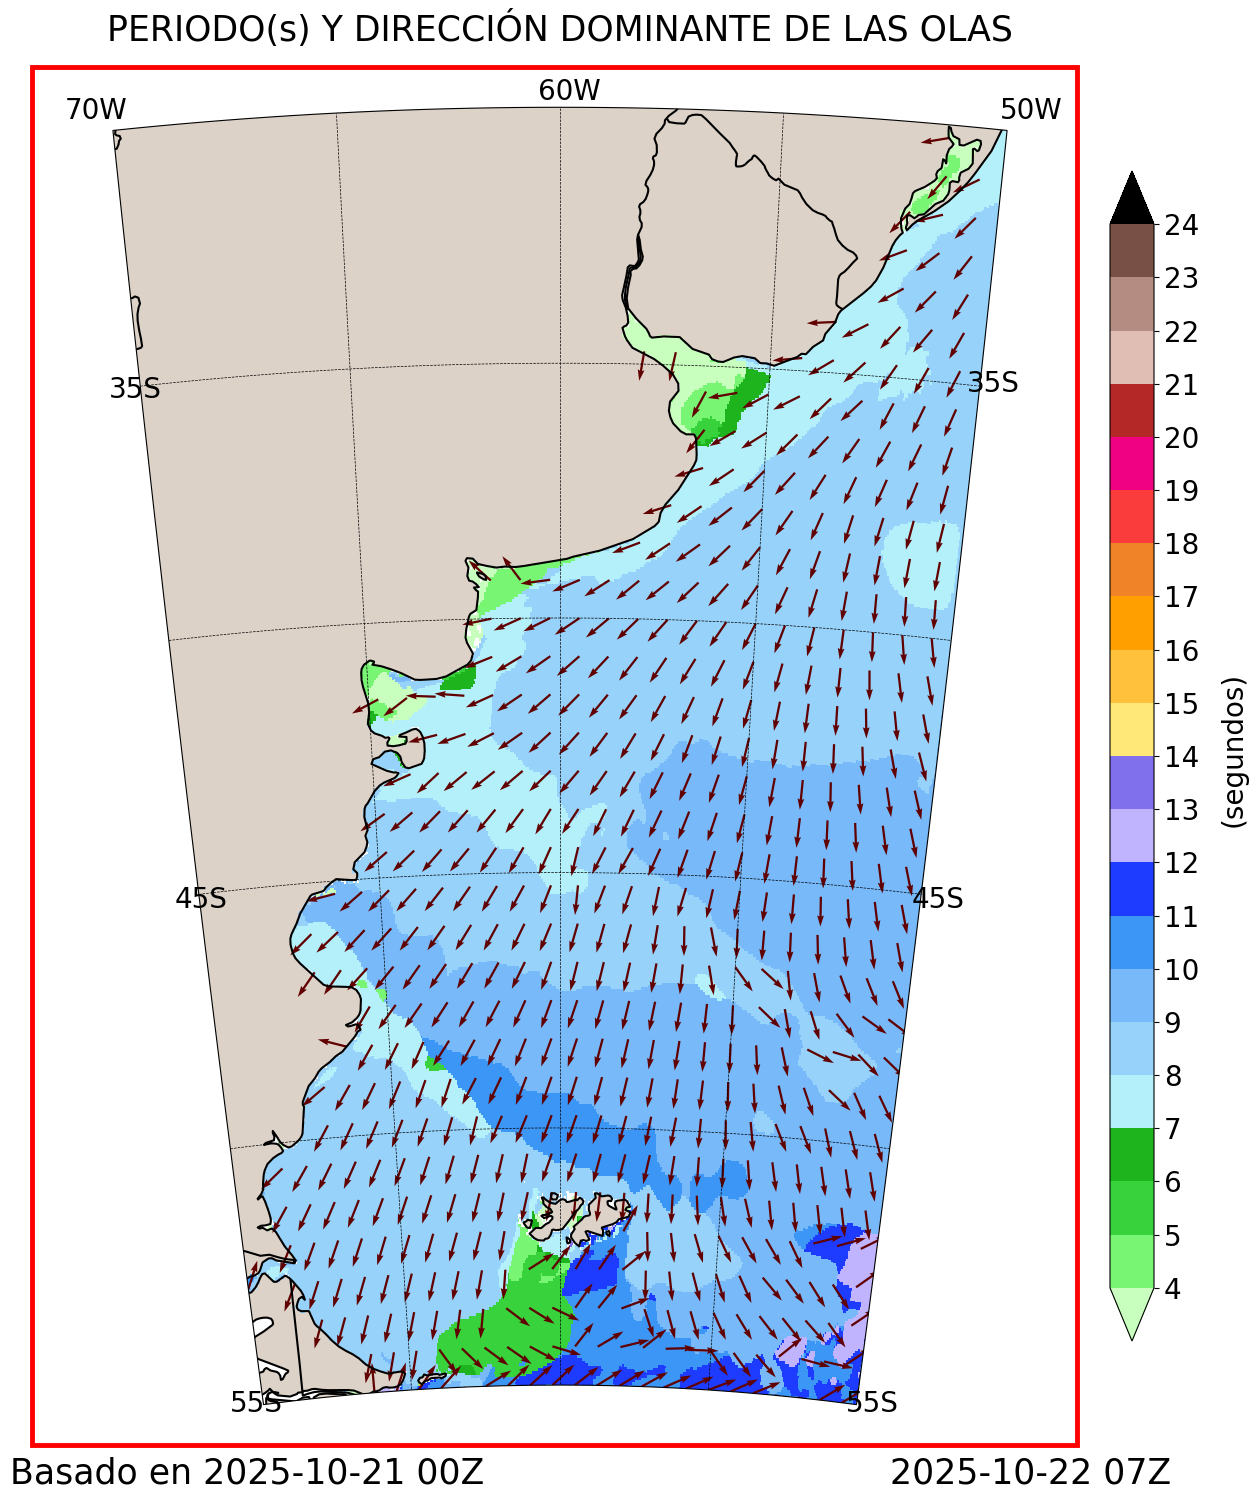 PERIODO(s) Y DIRECCIÓN DOMINANTE DE LAS OLAS
70W
60W
50W
35S
35S
45S
45S
55S
55S
24
23
22
21
20
19
18
17
16
15
14
13
12
11
10
9
8
7
6
5
4
(segundos)
Basado en 2025-10-21 00Z
2025-10-22 07Z